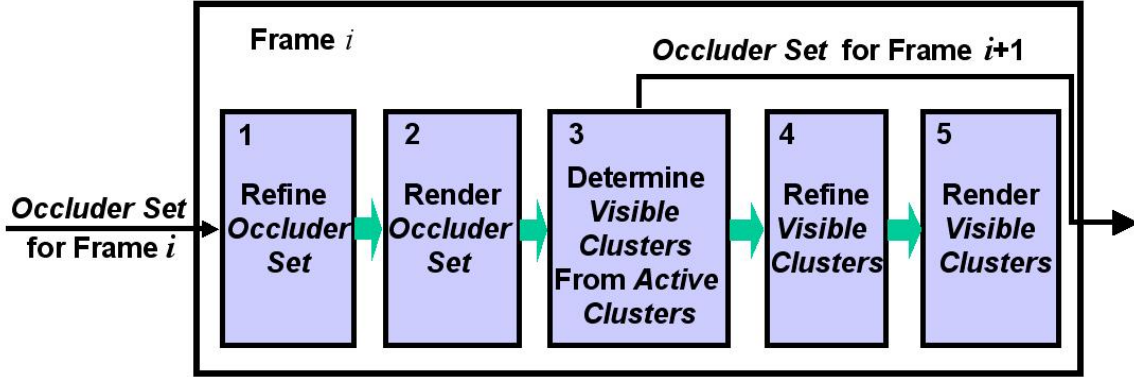 Frame i
Occluder Set for Frame i+1
Occluder Set
for Frame i
1
Refine
Occluder
Set
2
Render
Occluder
Set
3
Determine
Visible
Clusters
From Active
Clusters
4
Refine
Visible
Clusters
5
Render
Visible
Clusters